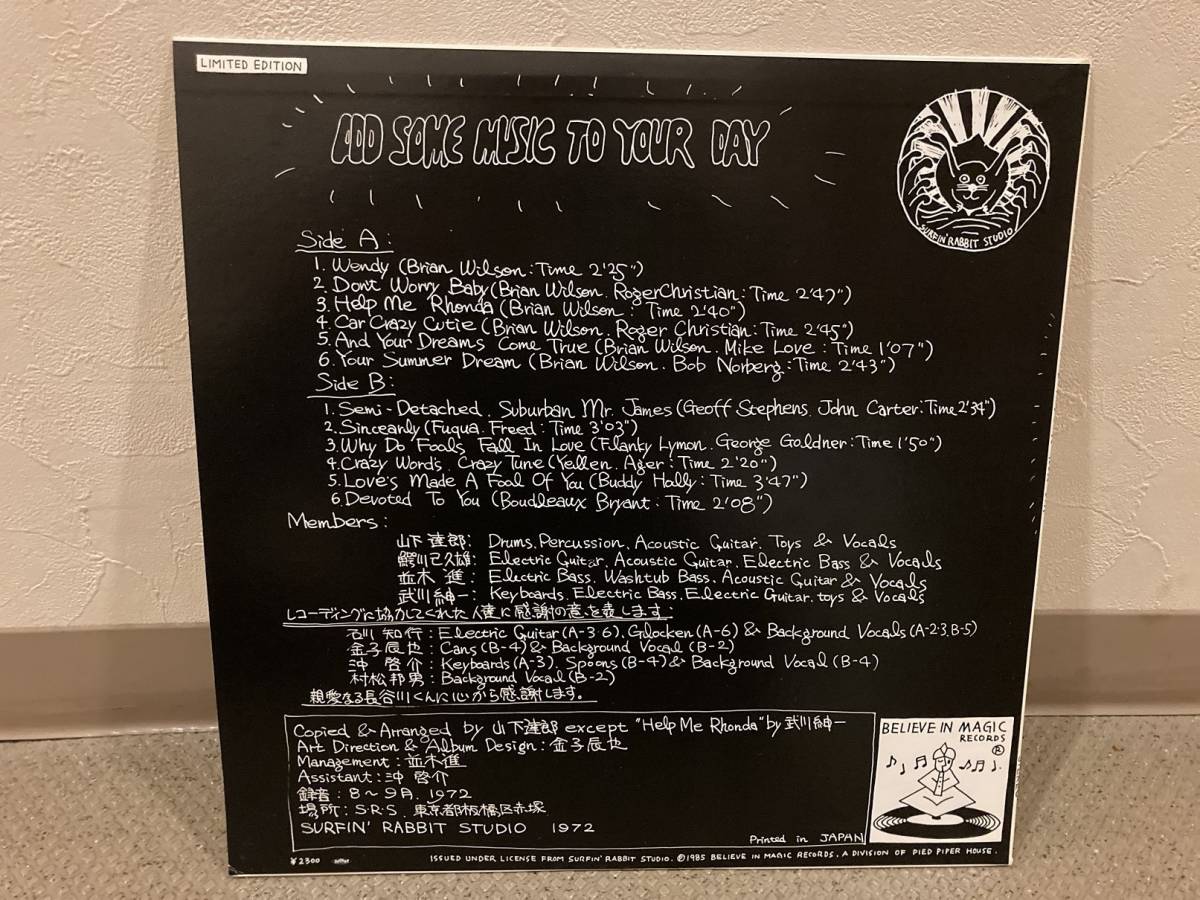 LIMITED EDITION
ADD SOME MUSIC TO YOUR DAY
SURFIN' RABBIT STUDIO
Side A:
1. Wendy (Brian Wilson: Time 2'25")
2. Don't Worry Baby (Brian Wilson. Roger Christian: Time 2'47")
3. Help Me Rhonda (Brian Wilson: Time 2'40")
4. Car Crazy Cutie (Brian Wilson. Roger Christian: Time 2'45")
5. And Your Dreams Come True (Brian Wilson. Mike Love: Time 1'07")
6. Your Summer Dream (Brian Wilson. Bob Norberg: Time 2'43")
Side B:
1. Semi-Detached. Suburban Mr. James (Geoff Stephens. John Carter: Time 2'34")
2. Sincearly (Fuqua. Freed: Time 3'03")
3. Why Do Fools Fall In Love (Flanky Lymon. George Goldner: Time 1'50")
4. Crazy Words. Crazy Tune (Yellen. Ager: Time 2'20")
5. Love's Made A Foal Of You (Buddy Holly: Time 3'47")
6. Devoted To You (Boudleaux Bryant: Time 2'08")
Members:
山下達郎: Drums, Percussion, Acoustic Guitar, Toys & Vocals
鰐川己久雄: Electric Guitar, Acoustic Guitar, Electric Bass & Vocals
並木進: Electric Bass, Washtub Bass, Acoustic Guitar & Vocals
武川紳一: Keyboards, Electric Bass, Electric Guitar, toys & Vocals
レコーディングに協力してくれた人達に感謝の意を表します:
石川知行: Electric Guitar (A-3·6), Glocken (A-6) & Background Vocals (A-2·3, B-5)
金子辰也: Cans (B-4) & Background Vocal (B-2)
沖啓介: Keyboards (A-3), Spoons (B-4) & Background Vocal (B-4)
村松邦男: Background Vocal (B-2)
親愛なる長谷川くんに心から感謝します。
Copied & Arranged by 山下達郎 except "Help Me Rhonda" by 武川紳一
Art Direction & Album Design: 金子辰也
Management: 並木進
Assistant: 沖啓介
録音: 8〜9月, 1972
場所: S·R·S. 東京都板橋区赤塚
SURFIN' RABBIT STUDIO 1972
Printed in JAPAN
BELIEVE IN MAGIC
RECORDS
®
¥2300
ISSUED UNDER LICENSE FROM SURFIN' RABBIT STUDIO. ©1985 BELIEVE IN MAGIC RECORDS. A DIVISION OF PIED PIPER HOUSE.